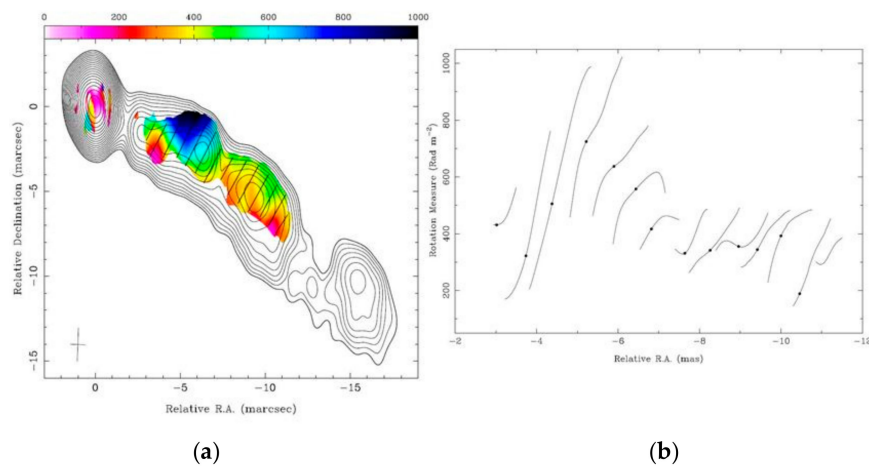 0 200 400 600 800 1000
0
−5
−10
−15
Relative Declination (marcsec)
0 −5 −10 −15
Relative R.A. (marcsec)
(a)
1000
800
600
400
200
Rotation Measure (Rad m⁻²)
−2 −4 −6 −8 −10 −12
Relative R.A. (mas)
(b)